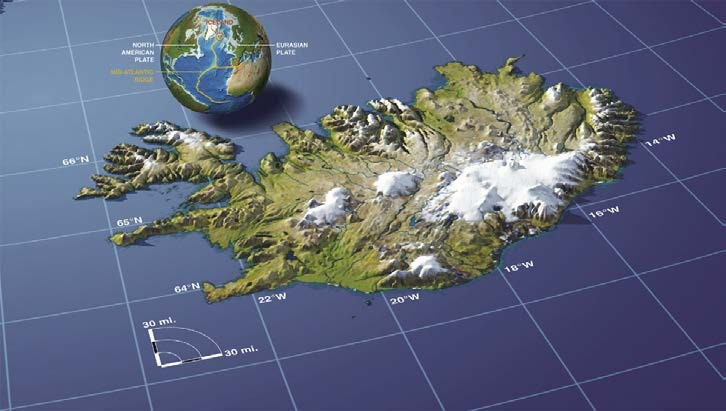 ICELAND
NORTH
AMERICAN
PLATE
EURASIAN
PLATE
MID-ATLANTIC
RIDGE
66°N
65°N
64°N
22°W
20°W
18°W
16°W
14°W
30 mi.
30 mi.